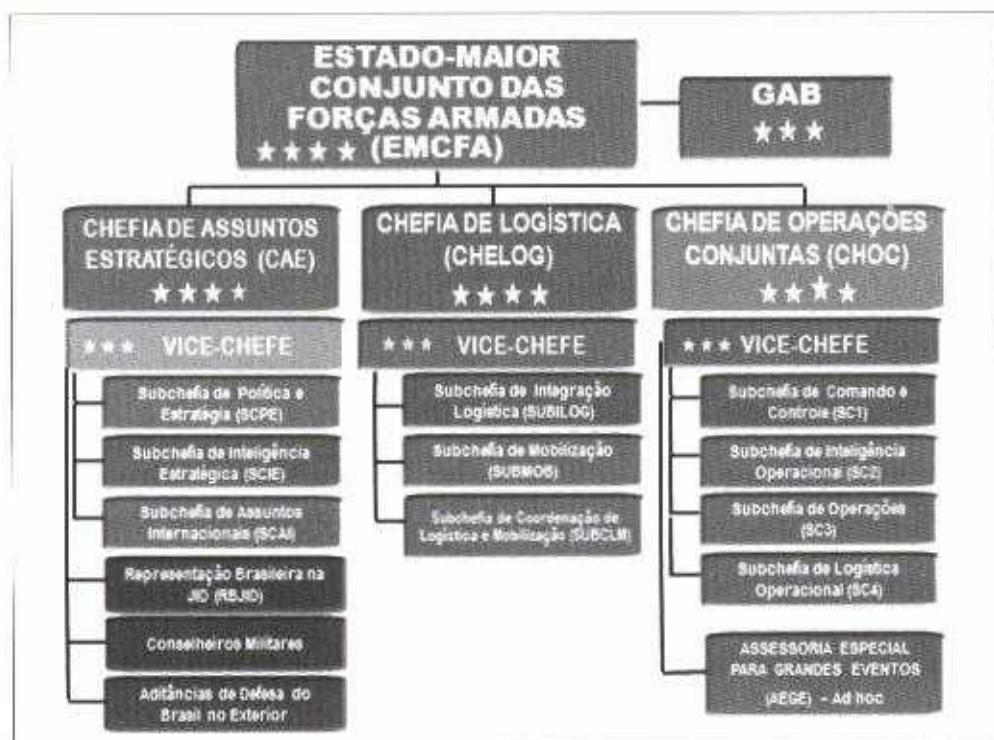 ESTADO-MAIOR
CONJUNTO DAS
FORÇAS ARMADAS
★ ★ ★ ★ (EMCFA)
GAB
★ ★ ★
CHEFIA DE ASSUNTOS
ESTRATÉGICOS (CAE)
★ ★ ★ ★
★ ★ ★ VICE-CHEFE
Subchefia de Política e
Estratégia (SCPE)
Subchefia de Inteligência
Estratégica (SCIE)
Subchefia de Assuntos
Internacionais (SCAI)
Representação Brasileira na
JID (RBJID)
Conselheiros Militares
Aditâncias de Defesa do
Brasil no Exterior
CHEFIA DE LOGÍSTICA
(CHELOG)
★ ★ ★ ★
★ ★ ★ VICE-CHEFE
Subchefia de Integração
Logística (SUBILOG)
Subchefia de Mobilização
(SUBMOB)
Subchefia de Coordenação de
Logística e Mobilização (SUBCLM)
CHEFIA DE OPERAÇÕES
CONJUNTAS (CHOC)
★ ★ ★ ★
★ ★ ★ VICE-CHEFE
Subchefia de Comando e
Controle (SC1)
Subchefia de Inteligência
Operacional (SC2)
Subchefia de Operações
(SC3)
Subchefia de Logística
Operacional (SC4)
ASSESSORIA ESPECIAL
PARA GRANDES EVENTOS
(AEGE) - Ad hoc